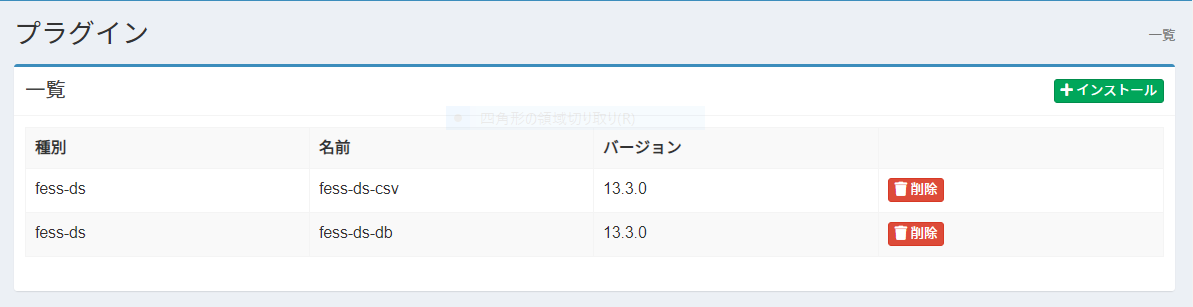 プラグイン
一覧
一覧
インストール
四角形の領域切り取り(R)
種別 名前 バージョン
fess-ds fess-ds-csv 13.3.0 削除
fess-ds fess-ds-db 13.3.0 削除